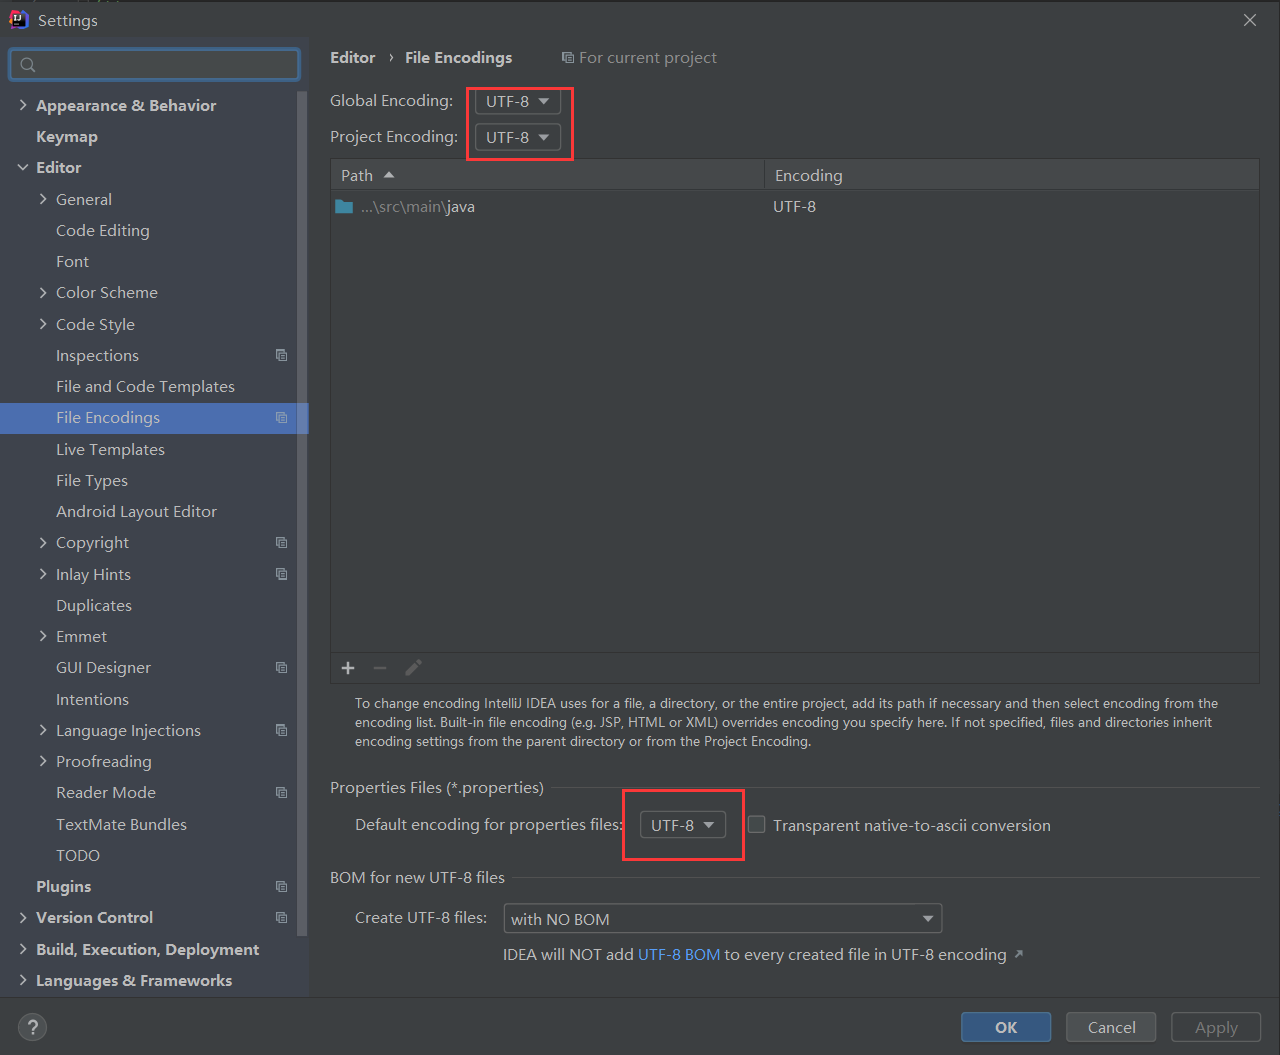 Settings
Appearance & Behavior
Keymap
Editor
General
Code Editing
Font
Color Scheme
Code Style
Inspections
File and Code Templates
File Encodings
Live Templates
File Types
Android Layout Editor
Copyright
Inlay Hints
Duplicates
Emmet
GUI Designer
Intentions
Language Injections
Proofreading
Reader Mode
TextMate Bundles
TODO
Plugins
Version Control
Build, Execution, Deployment
Languages & Frameworks
Editor › File Encodings For current project
Global Encoding: UTF-8
Project Encoding: UTF-8
Path Encoding
...\src\main\java UTF-8
To change encoding IntelliJ IDEA uses for a file, a directory, or the entire project, add its path if necessary and then select encoding from the
encoding list. Built-in file encoding (e.g. JSP, HTML or XML) overrides encoding you specify here. If not specified, files and directories inherit
encoding settings from the parent directory or from the Project Encoding.
Properties Files (*.properties)
Default encoding for properties files: UTF-8 Transparent native-to-ascii conversion
BOM for new UTF-8 files
Create UTF-8 files: with NO BOM
IDEA will NOT add UTF-8 BOM to every created file in UTF-8 encoding
? OK Cancel Apply